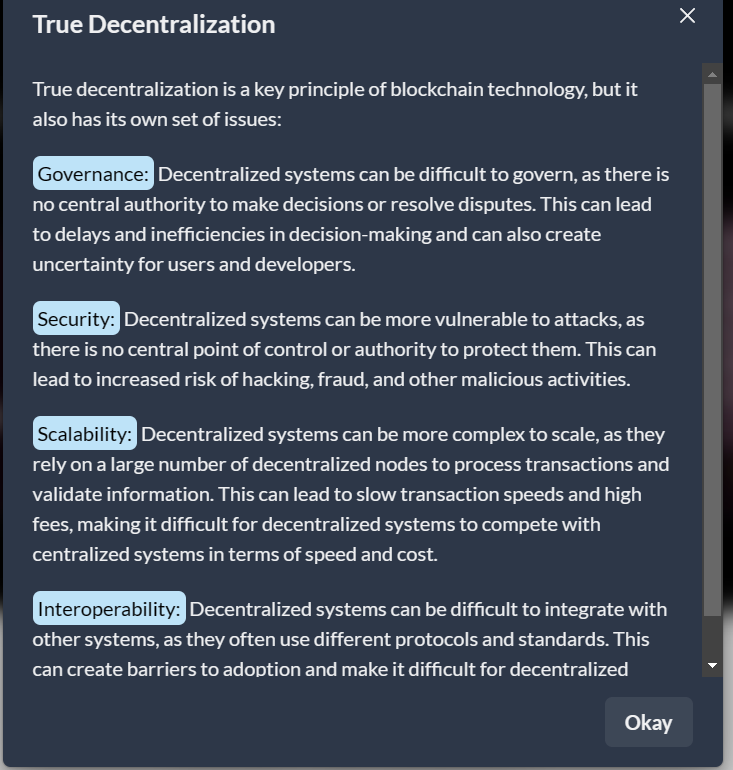 True Decentralization
True decentralization is a key principle of blockchain technology, but it
also has its own set of issues:
Governance: Decentralized systems can be difficult to govern, as there is
no central authority to make decisions or resolve disputes. This can lead
to delays and inefficiencies in decision-making and can also create
uncertainty for users and developers.
Security: Decentralized systems can be more vulnerable to attacks, as
there is no central point of control or authority to protect them. This can
lead to increased risk of hacking, fraud, and other malicious activities.
Scalability: Decentralized systems can be more complex to scale, as they
rely on a large number of decentralized nodes to process transactions and
validate information. This can lead to slow transaction speeds and high
fees, making it difficult for decentralized systems to compete with
centralized systems in terms of speed and cost.
Interoperability: Decentralized systems can be difficult to integrate with
other systems, as they often use different protocols and standards. This
can create barriers to adoption and make it difficult for decentralized
Okay